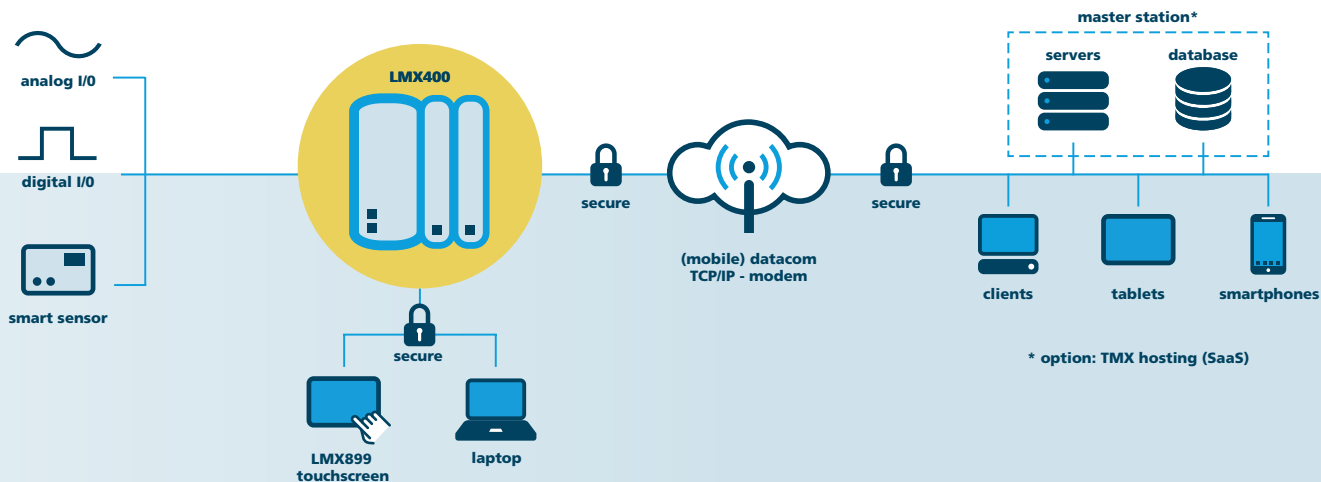 master station*
servers
database
analog I/0
LMX400
digital I/0
secure
secure
(mobile) datacom
TCP/IP - modem
clients
tablets
smartphones
smart sensor
secure
* option: TMX hosting (SaaS)
LMX899
touchscreen
laptop